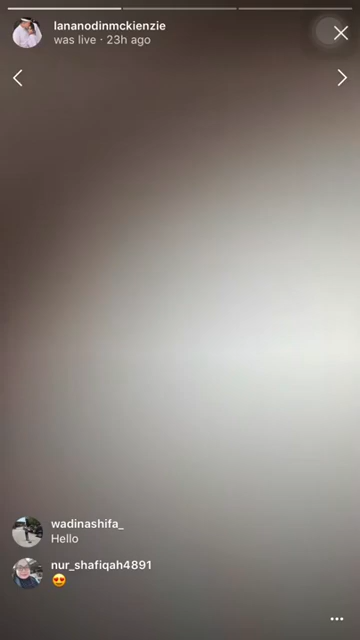 lananodinmckienzie
was live · 23h ago
wadinashifa_
Hello
nur_shafiqah4891
😍